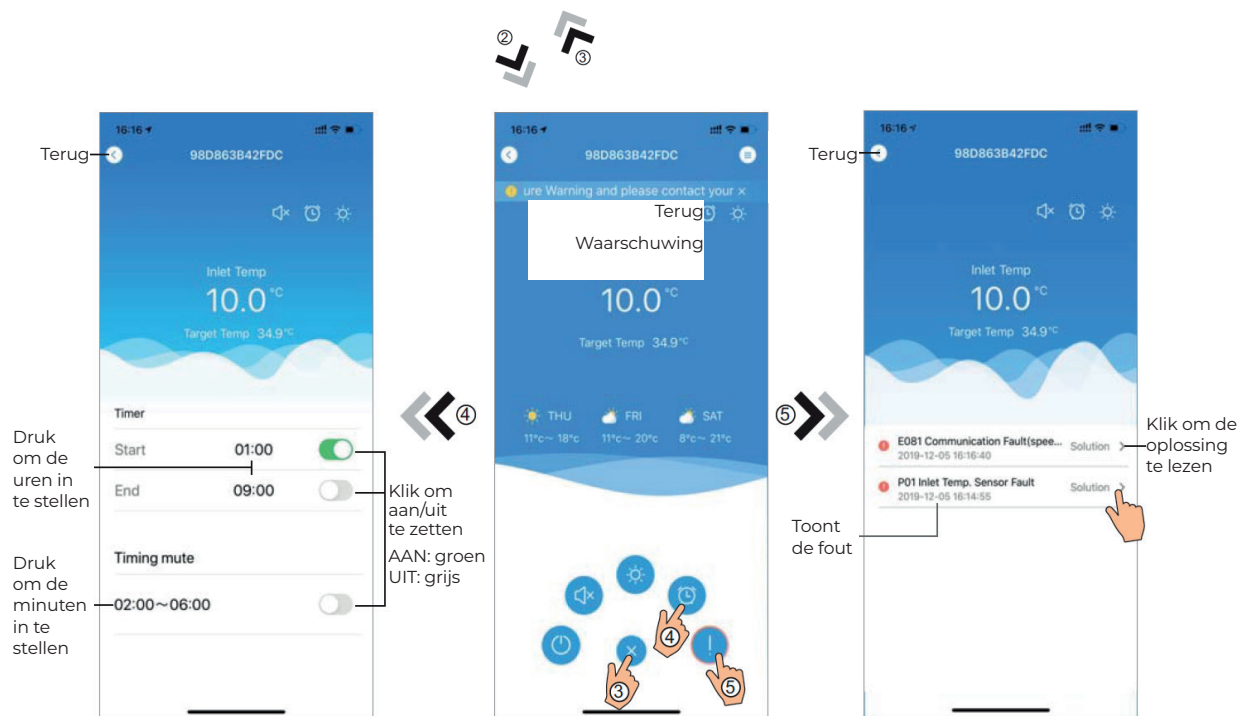 ②
③
16:16
Terug
98D863B42FDC
Inlet Temp
10.0 °C
Target Temp 34.9°C
Timer
Start 01:00
End 09:00
Timing mute
02:00~06:00
Druk
om de
uren in
te stellen
Druk
om de
minuten
in te
stellen
Klik om
aan/uit
te zetten
AAN: groen
UIT: grijs
④
16:16
98D863B42FDC
ure Warning and please contact your ×
Terug
Waarschuwing
10.0 °C
Target Temp 34.9°C
THU FRI SAT
11°c~ 18°c 11°c~ 20°c 8°c~ 21°c
④
③
⑤
⑤
16:16
Terug
98D863B42FDC
Inlet Temp
10.0 °C
Target Temp 34.9°C
E081 Communication Fault(spee... Solution
2019-12-05 16:16:40
P01 Inlet Temp. Sensor Fault Solution
2019-12-05 16:14:55
Klik om de
oplossing
te lezen
Toont
de fout